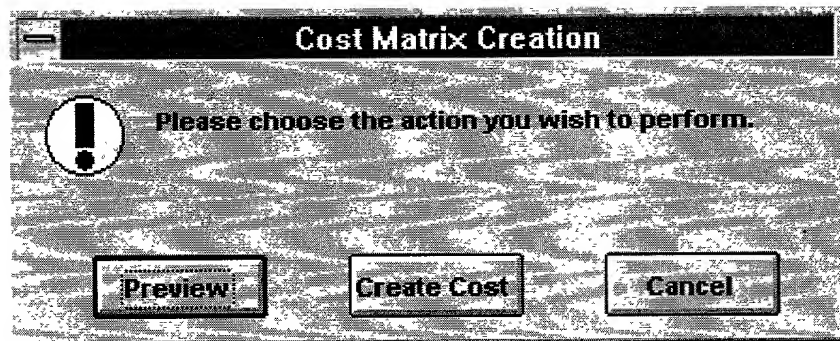 Cost Matrix Creation
Please choose the action you wish to perform.
Preview Create Cost Cancel